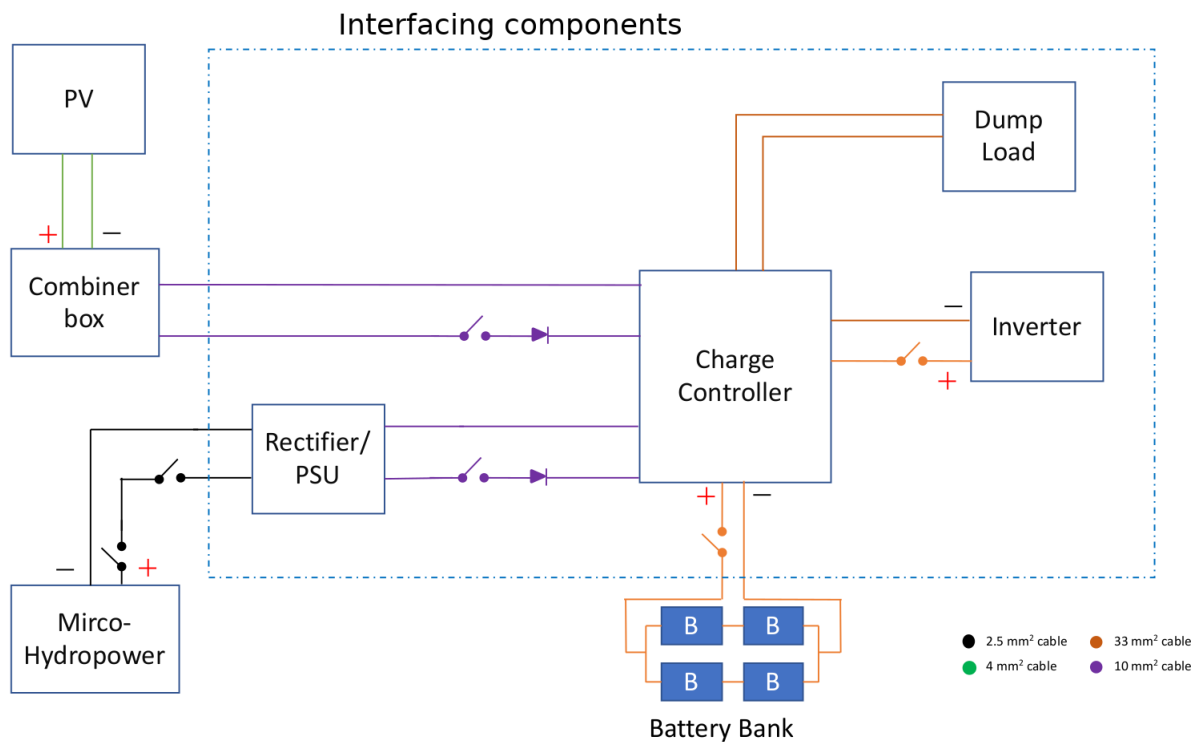 Interfacing components
PV
+ −
Combiner
box
Dump
Load
Charge
Controller
−
Inverter
+
Rectifier/
PSU
+ −
− +
Mirco-
Hydropower
B B
B B
Battery Bank
2.5 mm² cable
33 mm² cable
4 mm² cable
10 mm² cable